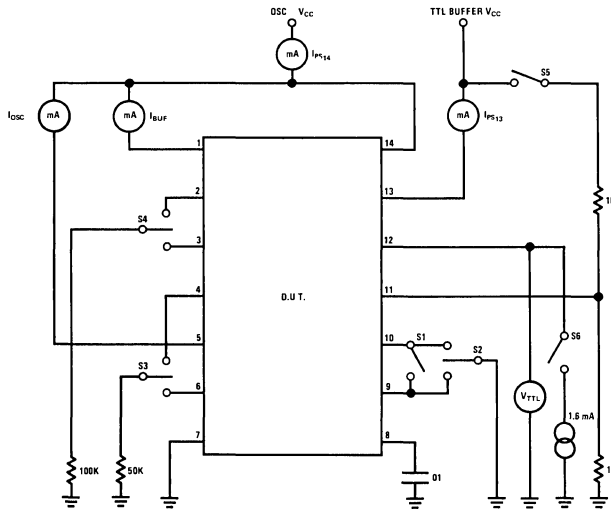 OSC VCC
TTL BUFFER VCC
mA
IPS14
S5
IOSC
mA
mA
IBUF
mA
IPS13
1
14
2
13
S4
3
12
D.U.T.
4
11
S6
5
10
S1
S2
S3
6
9
VTTL
1.6 mA
7
8
100K
50K
01